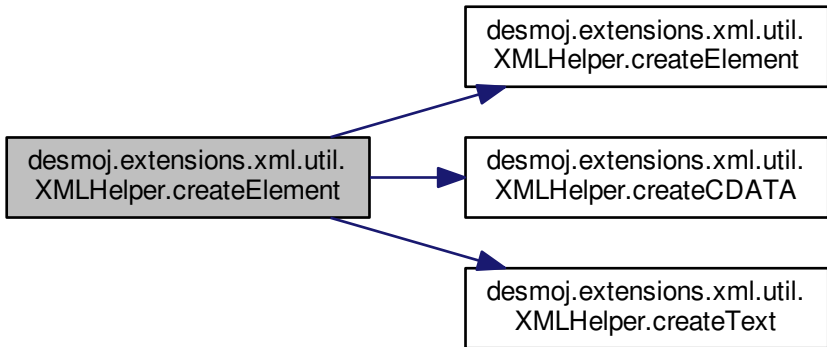 desmoj.extensions.xml.util.
XMLHelper.createElement
desmoj.extensions.xml.util.
XMLHelper.createElement
desmoj.extensions.xml.util.
XMLHelper.createCDATA
desmoj.extensions.xml.util.
XMLHelper.createText